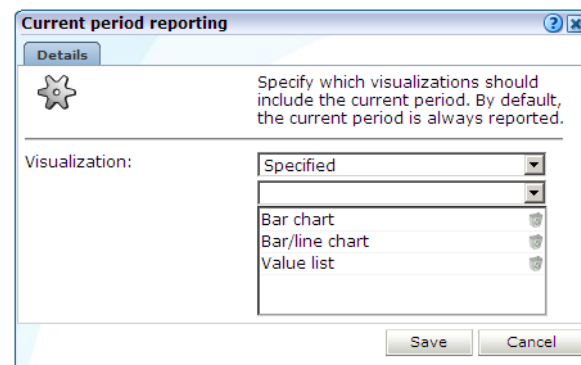 Current period reporting
Details
Specify which visualizations should
include the current period. By default,
the current period is always reported.
Visualization:
Specified
Bar chart
Bar/line chart
Value list
Save
Cancel